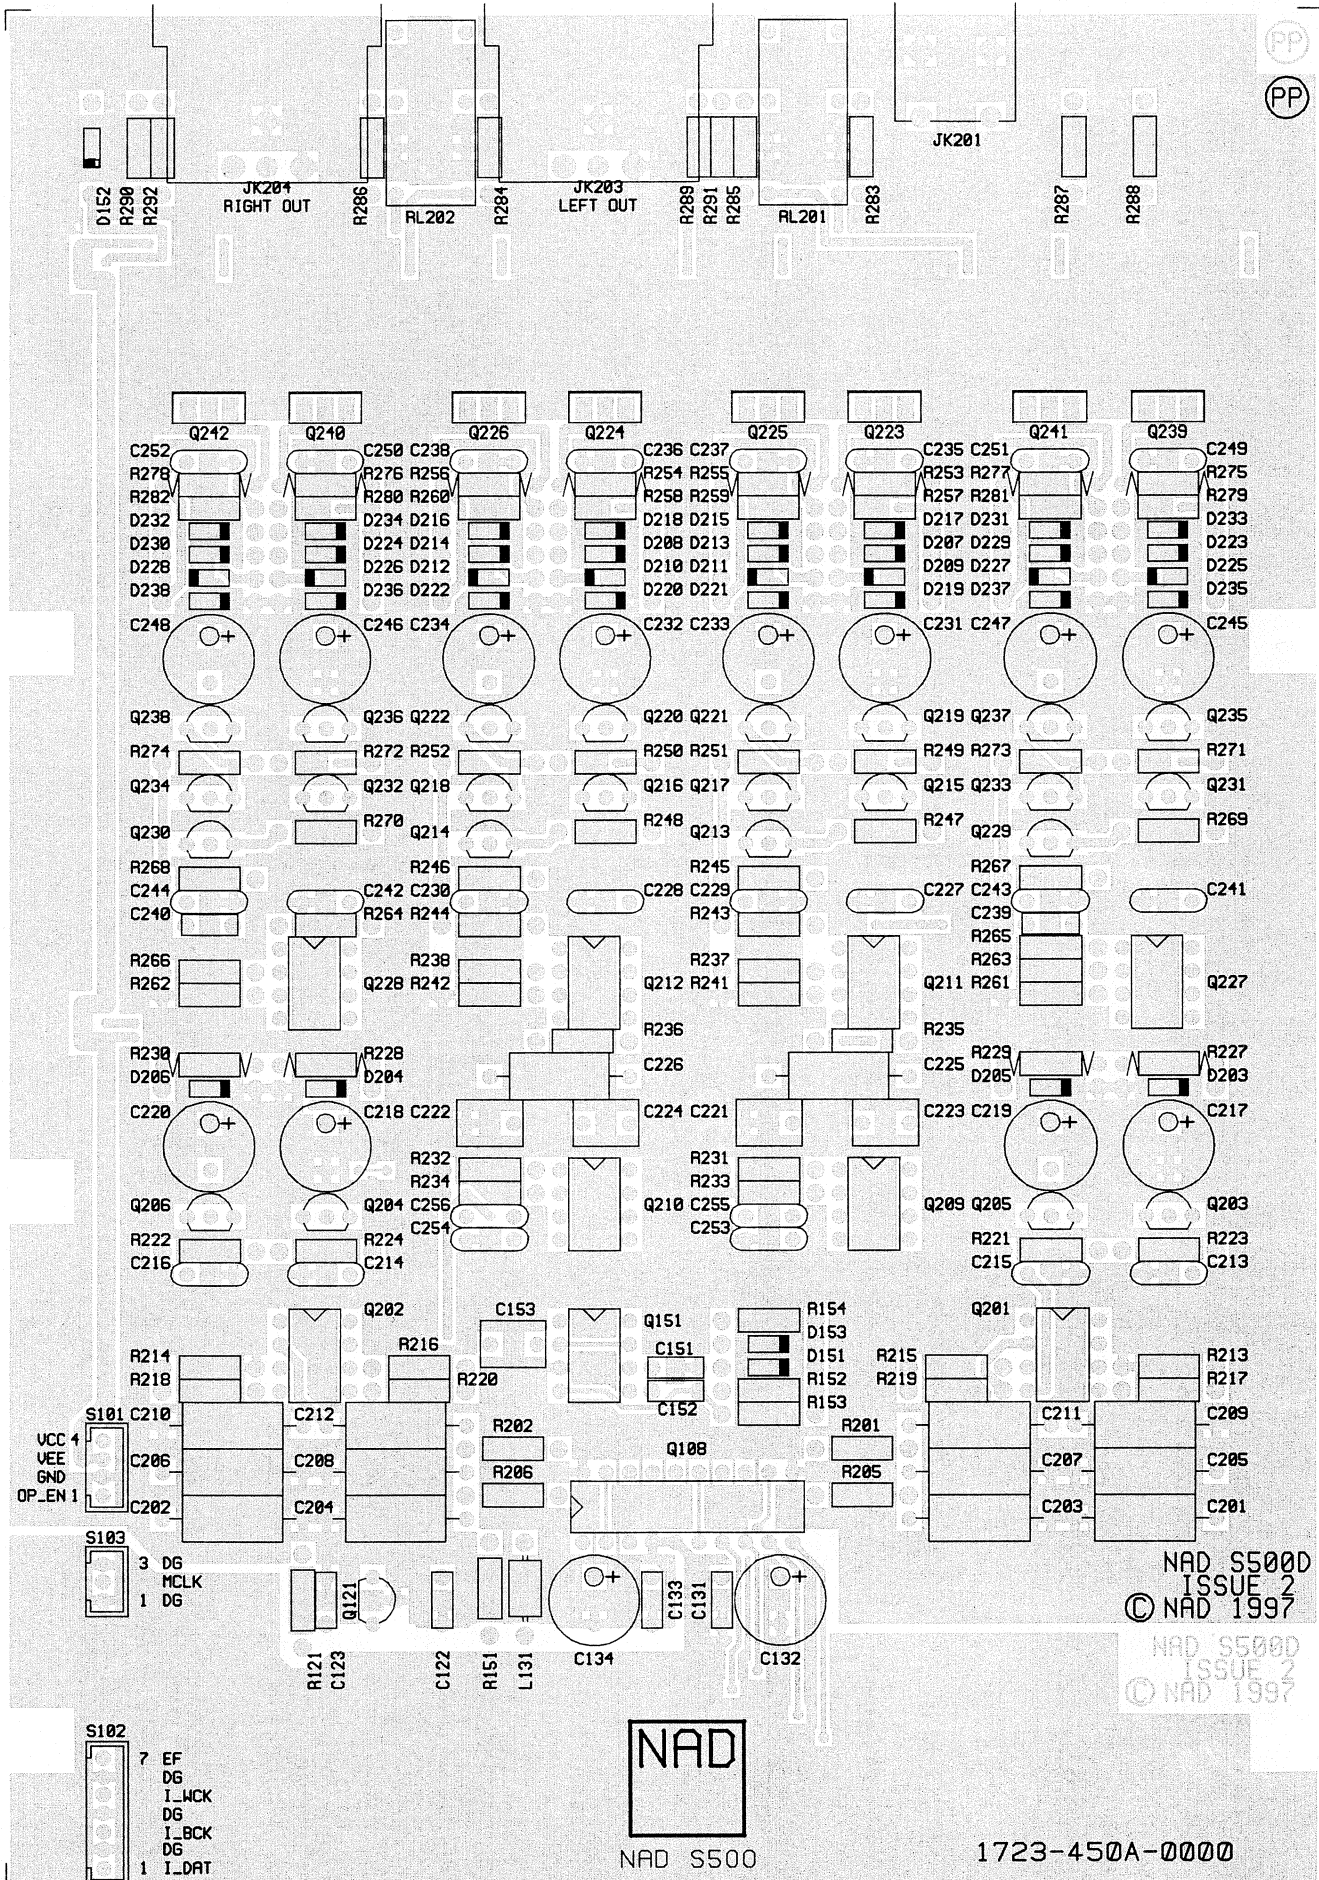 PP
PP
JK201
JK204
RIGHT OUT
JK203
LEFT OUT
D152
R290
R292
R286
RL202
R284
R289
R291
R285
RL201
R283
R287
R288
Q242 Q240 Q226 Q224 Q225 Q223 Q241 Q239
C252 C250 C238 C236 C237 C235 C251 C249
R278 R276 R256 R254 R255 R253 R277 R275
R282 R280 R260 R258 R259 R257 R281 R279
D232 D234 D216 D218 D215 D217 D231 D233
D230 D224 D214 D208 D213 D207 D229 D223
D228 D226 D212 D210 D211 D209 D227 D225
D238 D236 D222 D220 D221 D219 D237 D235
C248 C246 C234 C232 C233 C231 C247 C245
Q238 Q236 Q222 Q220 Q221 Q219 Q237 Q235
R274 R272 R252 R250 R251 R249 R273 R271
Q234 Q232 Q218 Q216 Q217 Q215 Q233 Q231
R270 R248 R247 R269
Q230 Q214 Q213 Q229
R268 R246 R245 R267
C244 C242 C230 C228 C229 C227 C243 C241
C240 R264 R244 R243 C239
R265
R266 R238 R237 R263
R262 Q228 R242 Q212 R241 Q211 R261 Q227
R236 R235
R230 R228 C226 C225 R229 R227
D206 D204 D205 D203
C220 C218 C222 C224 C221 C223 C219 C217
R232 R231
R234 R233
Q206 Q204 C256 Q210 C255 Q209 Q205 Q203
C254 C253
R222 R224 R221 R223
C216 C214 C215 C213
Q202 C153 Q151 R154 Q201
D153
R214 R216 C151 D151 R215 R213
R218 R220 R152 R219 R217
C152 R153
S101 C210 C212 R202 R201 C211 C209
VCC 4
VEE C206 C208 Q108 C207 C205
GND R206 R205
OP_EN 1
C202 C204 C203 C201
S103
3 DG
MCLK
1 DG
Q121
C133
C131
R121
C123
C122
R151
L131
C134
C132
NAD S500D
ISSUE 2
© NAD 1997
NAD S500D
ISSUE 2
© NAD 1997
S102
7 EF
DG
I_WCK
DG
I_BCK
DG
1 I_DAT
NAD
NAD S500
1723-450A-0000